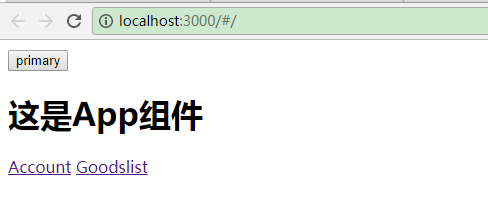 localhost:3000/#/
primary
这是App组件
Account Goodslist